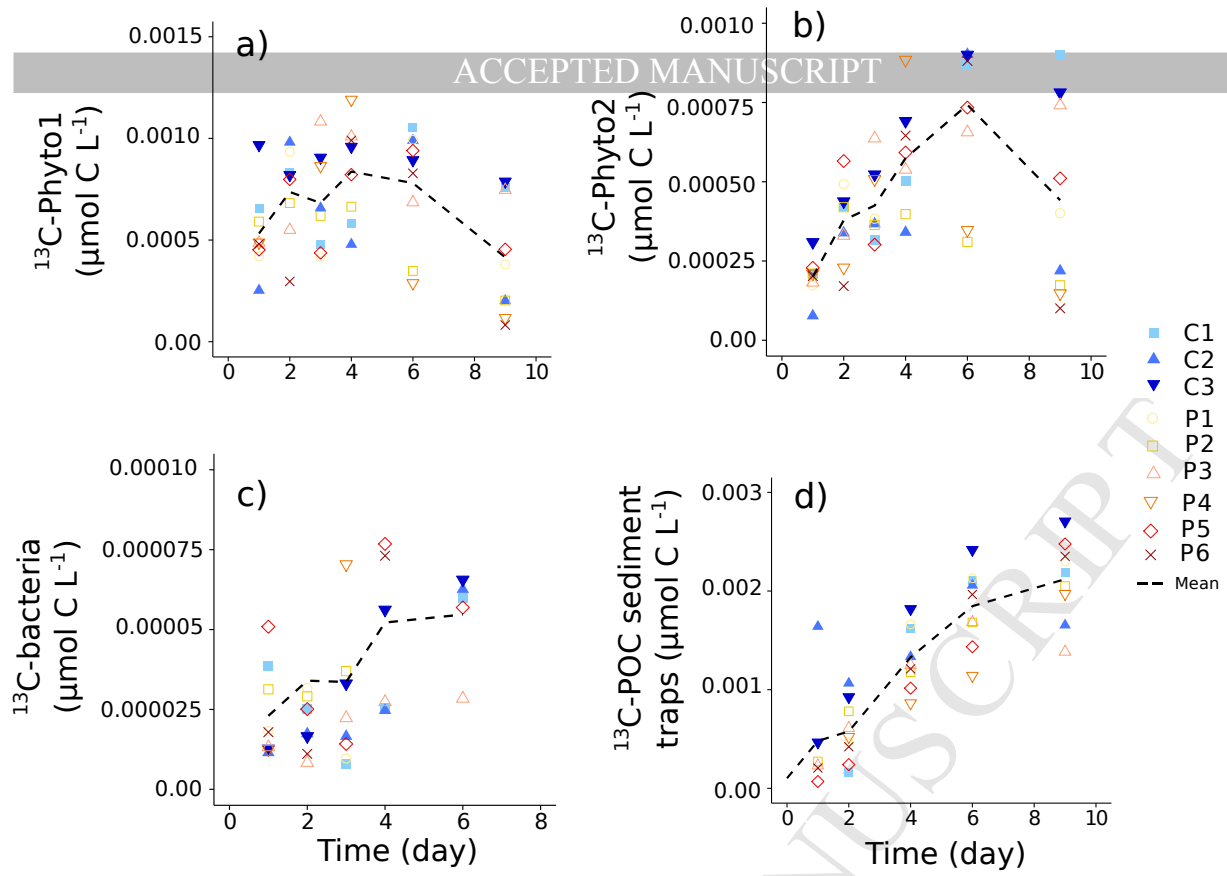 ACCEPTED MANUSCRIPT
a)
¹³C-Phyto1
(µmol C L⁻¹)
0.0015
0.0010
0.0005
0.00
0 2 4 6 8 10
b)
¹³C-Phyto2
(µmol C L⁻¹)
0.0010
0.00075
0.00050
0.00025
0.00
0 2 4 6 8 10
C1
C2
C3
P1
P2
P3
P4
P5
P6
Mean
c)
¹³C-bacteria
(µmol C L⁻¹)
0.00010
0.000075
0.00005
0.000025
0.00
0 2 4 6 8
Time (day)
d)
¹³C-POC sediment
traps (µmol C L⁻¹)
0.003
0.002
0.001
0.00
0 2 4 6 8 10
Time (day)
NUSCRIPT